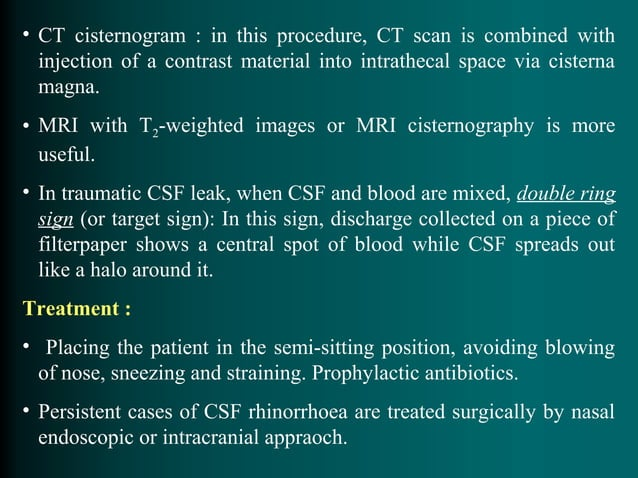 • CT cisternogram : in this procedure, CT scan is combined with
injection of a contrast material into intrathecal space via cisterna
magna.
• MRI with T2-weighted images or MRI cisternography is more
useful.
• In traumatic CSF leak, when CSF and blood are mixed, double ring
sign (or target sign): In this sign, discharge collected on a piece of
filterpaper shows a central spot of blood while CSF spreads out
like a halo around it.
Treatment :
• Placing the patient in the semi-sitting position, avoiding blowing
of nose, sneezing and straining. Prophylactic antibiotics.
• Persistent cases of CSF rhinorrhoea are treated surgically by nasal
endoscopic or intracranial appraoch.